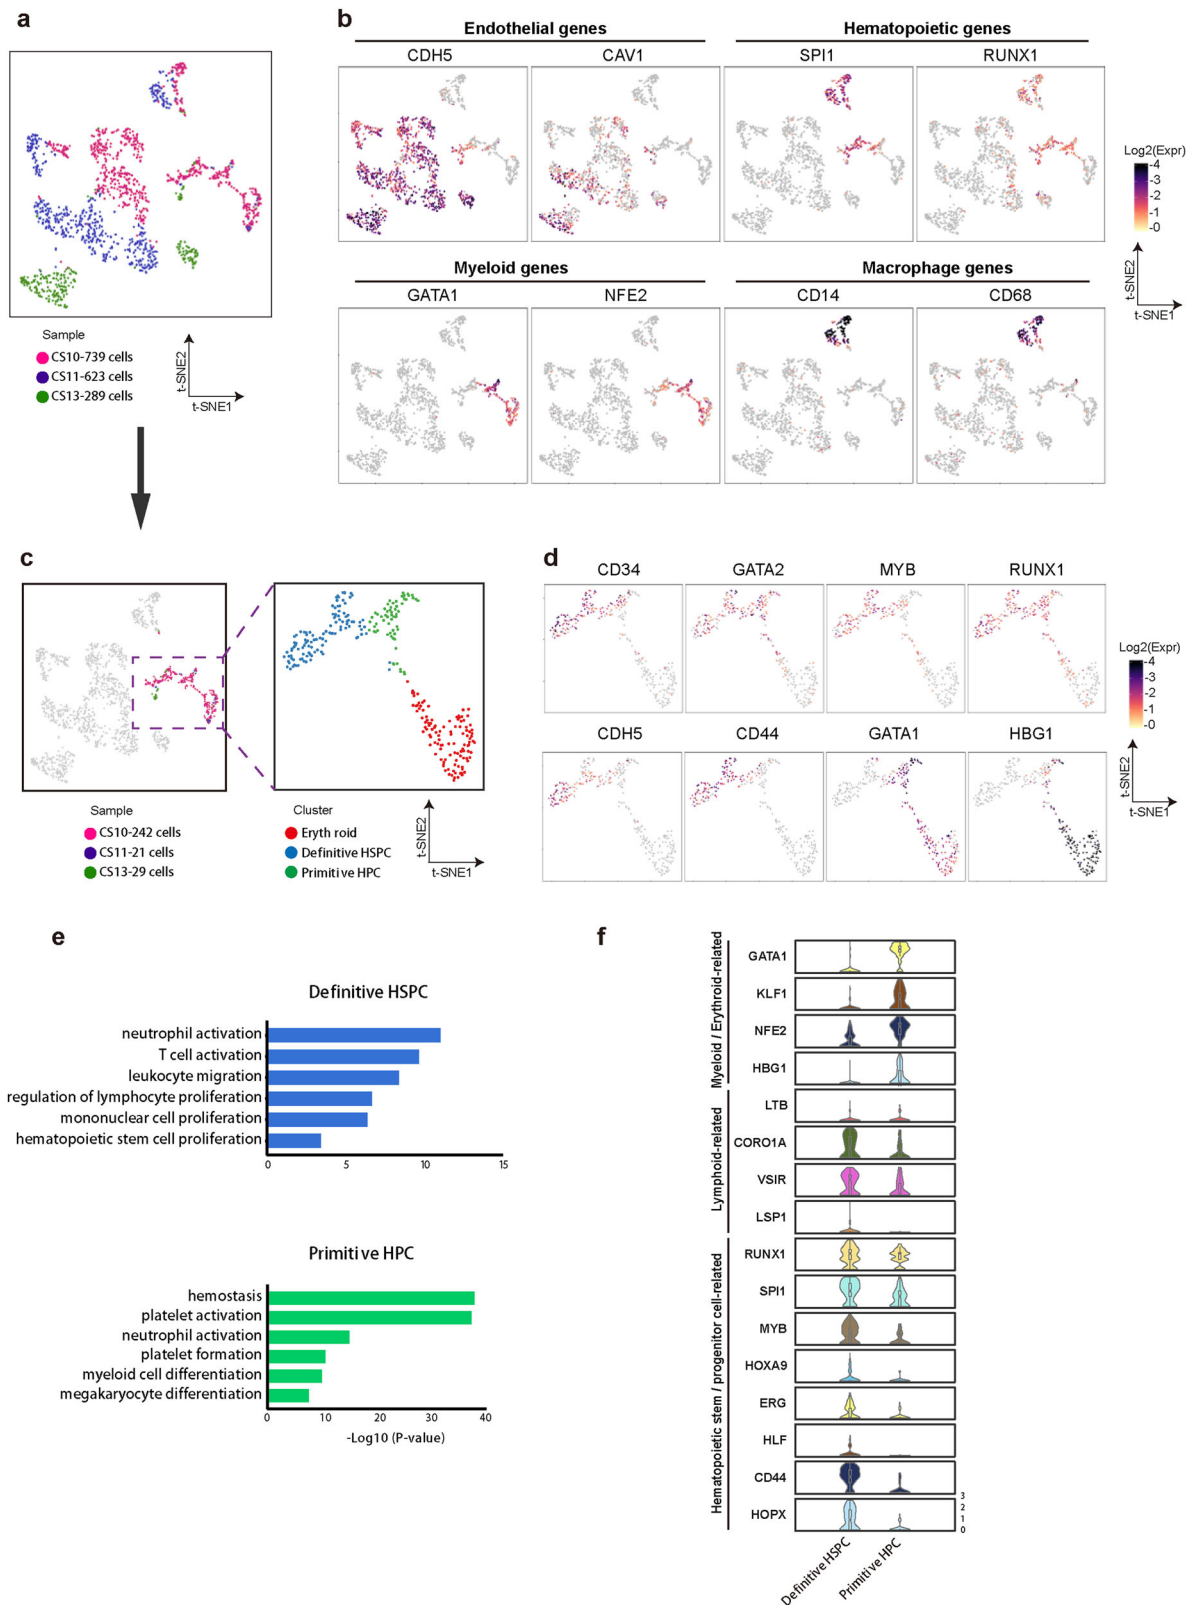 a
Sample
CS10-739 cells
CS11-623 cells
CS13-289 cells
t-SNE2
t-SNE1
b
Endothelial genes
Hematopoietic genes
CDH5
CAV1
SPI1
RUNX1
Myeloid genes
Macrophage genes
GATA1
NFE2
CD14
CD68
Log2(Expr)
-4
-3
-2
-1
-0
t-SNE2
t-SNE1
c
Sample
CS10-242 cells
CS11-21 cells
CS13-29 cells
Cluster
Eryth roid
Definitive HSPC
Primitive HPC
t-SNE2
t-SNE1
d
CD34
GATA2
MYB
RUNX1
CDH5
CD44
GATA1
HBG1
Log2(Expr)
-4
-3
-2
-1
-0
t-SNE2
t-SNE1
e
Definitive HSPC
neutrophil activation
T cell activation
leukocyte migration
regulation of lymphocyte proliferation
mononuclear cell proliferation
hematopoietic stem cell proliferation
0 5 10 15
Primitive HPC
hemostasis
platelet activation
neutrophil activation
platelet formation
myeloid cell differentiation
megakaryocyte differentiation
0 10 20 30 40
-Log10 (P-value)
f
Myeloid / Erythroid-related
GATA1
KLF1
NFE2
HBG1
Lymphoid-related
LTB
CORO1A
VSIR
LSP1
Hematopoietic stem / progenitor cell-related
RUNX1
SPI1
MYB
HOXA9
ERG
HLF
CD44
HOPX
3
2
1
0
Definitive HSPC
Primitive HPC